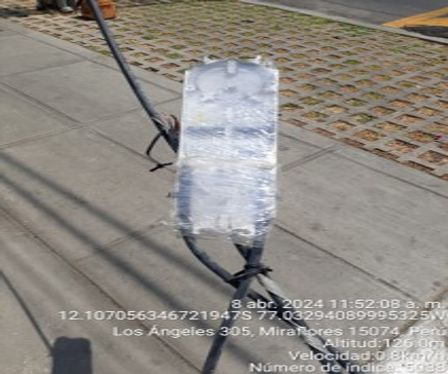 8 abr. 2024 11:52:08 a. m.
12.107056346721947S 77.03294089995325W
Los Ángeles 305, Miraflores 15074, Perú
Altitud:126.0m
Velocidad:0.8km/h
Número de índice: